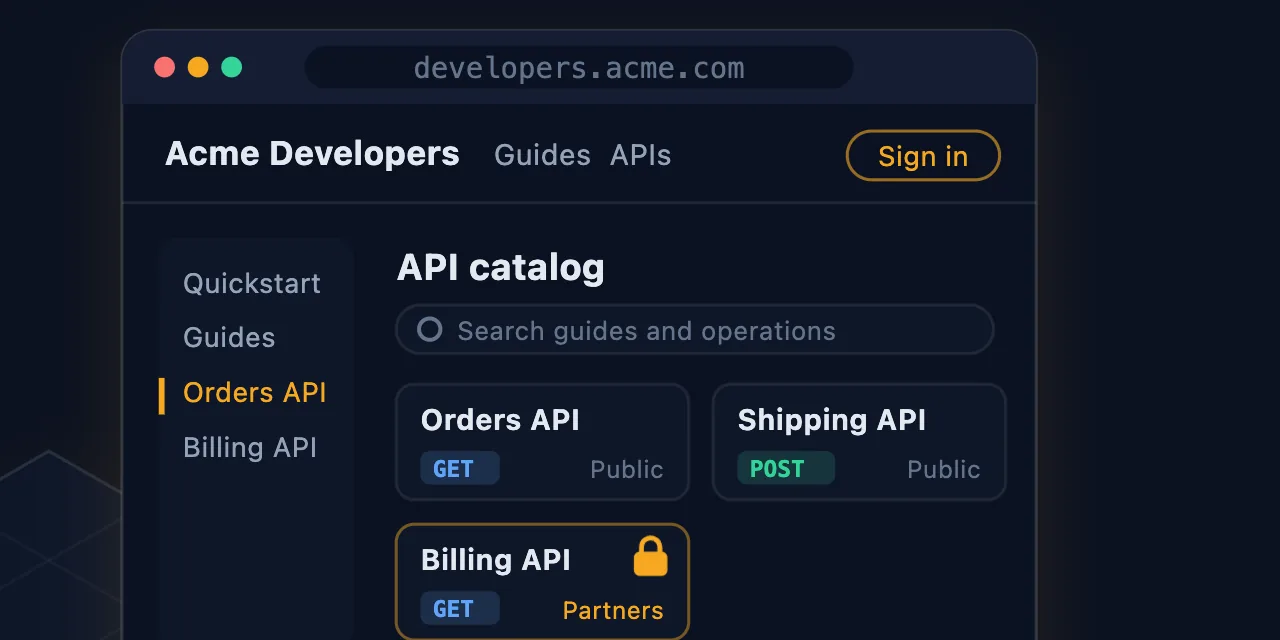 developers.acme.com
Acme Developers Guides APIs Sign in
Quickstart
Guides
Orders API
Billing API
API catalog
Search guides and operations
Orders API
GET Public
Shipping API
POST Public
Billing API
GET Partners